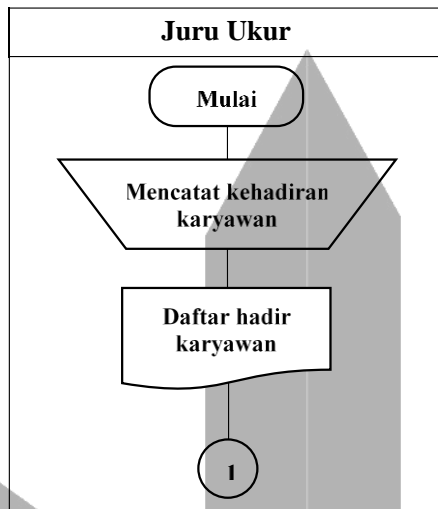 Juru Ukur
Mulai
Mencatat kehadiran
karyawan
Daftar hadir
karyawan
1